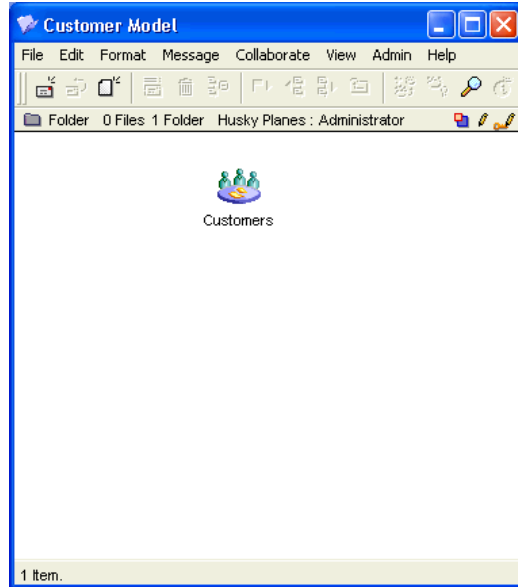 Customer Model
File Edit Format Message Collaborate View Admin Help
Folder 0 Files 1 Folder Husky Planes : Administrator
Customers
1 Item.